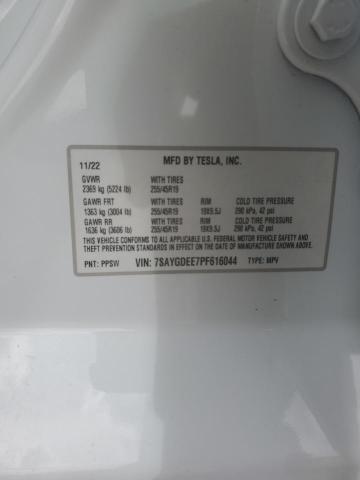 11/22 MFD BY TESLA, INC.
GVWR WITH TIRES
2369 kg (5224 lb) 255/45R19
GAWR FRT WITH TIRES RIM COLD TIRE PRESSURE
1363 kg (3004 lb) 255/45R19 19X9.5J 290 kPa, 42 psi
GAWR RR WITH TIRES RIM COLD TIRE PRESSURE
1636 kg (3606 lb) 255/45R19 19X9.5J 290 kPa, 42 psi
THIS VEHICLE CONFORMS TO ALL APPLICABLE FEDERAL MOTOR VEHICLE SAFETY AND
THEFT PREVENTION STANDARDS IN EFFECT ON THE DATE OF MANUFACTURE SHOWN ABOVE.
PNT: PPSW VIN: 7SAYGDEE7PF616044 TYPE: MPV